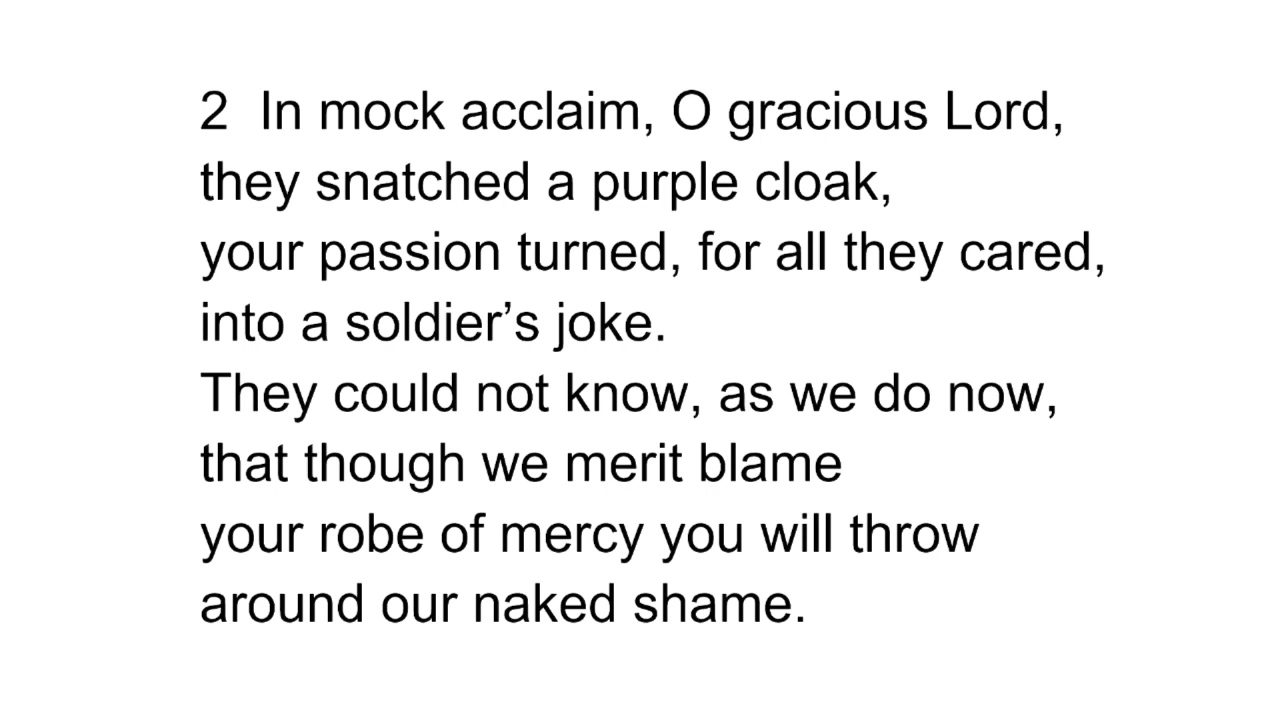 2 In mock acclaim, O gracious Lord,
they snatched a purple cloak,
your passion turned, for all they cared,
into a soldier’s joke.
They could not know, as we do now,
that though we merit blame
your robe of mercy you will throw
around our naked shame.